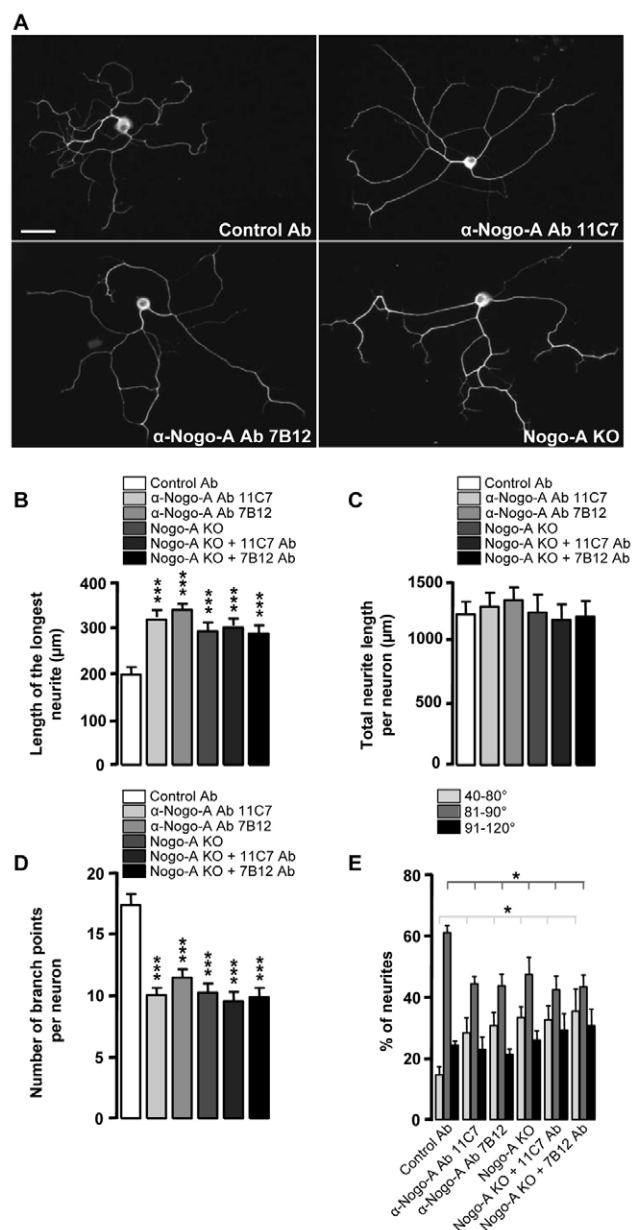 A
Control Ab
α-Nogo-A Ab 11C7
α-Nogo-A Ab 7B12
Nogo-A KO
B
Control Ab
α-Nogo-A Ab 11C7
α-Nogo-A Ab 7B12
Nogo-A KO
Nogo-A KO + 11C7 Ab
Nogo-A KO + 7B12 Ab
Length of the longest
neurite (µm)
400
300
200
100
0
***
***
***
***
***
C
Control Ab
α-Nogo-A Ab 11C7
α-Nogo-A Ab 7B12
Nogo-A KO
Nogo-A KO + 11C7 Ab
Nogo-A KO + 7B12 Ab
Total neurite length
per neuron (µm)
1500
1000
500
0
D
Control Ab
α-Nogo-A Ab 11C7
α-Nogo-A Ab 7B12
Nogo-A KO
Nogo-A KO + 11C7 Ab
Nogo-A KO + 7B12 Ab
Number of branch points
per neuron
20
15
10
5
0
***
***
***
***
***
40-80°
81-90°
91-120°
E
% of neurites
80
60
40
20
0
*
*
Control Ab
α-Nogo-A Ab 11C7
α-Nogo-A Ab 7B12
Nogo-A KO
Nogo-A KO + 11C7 Ab
Nogo-A KO + 7B12 Ab